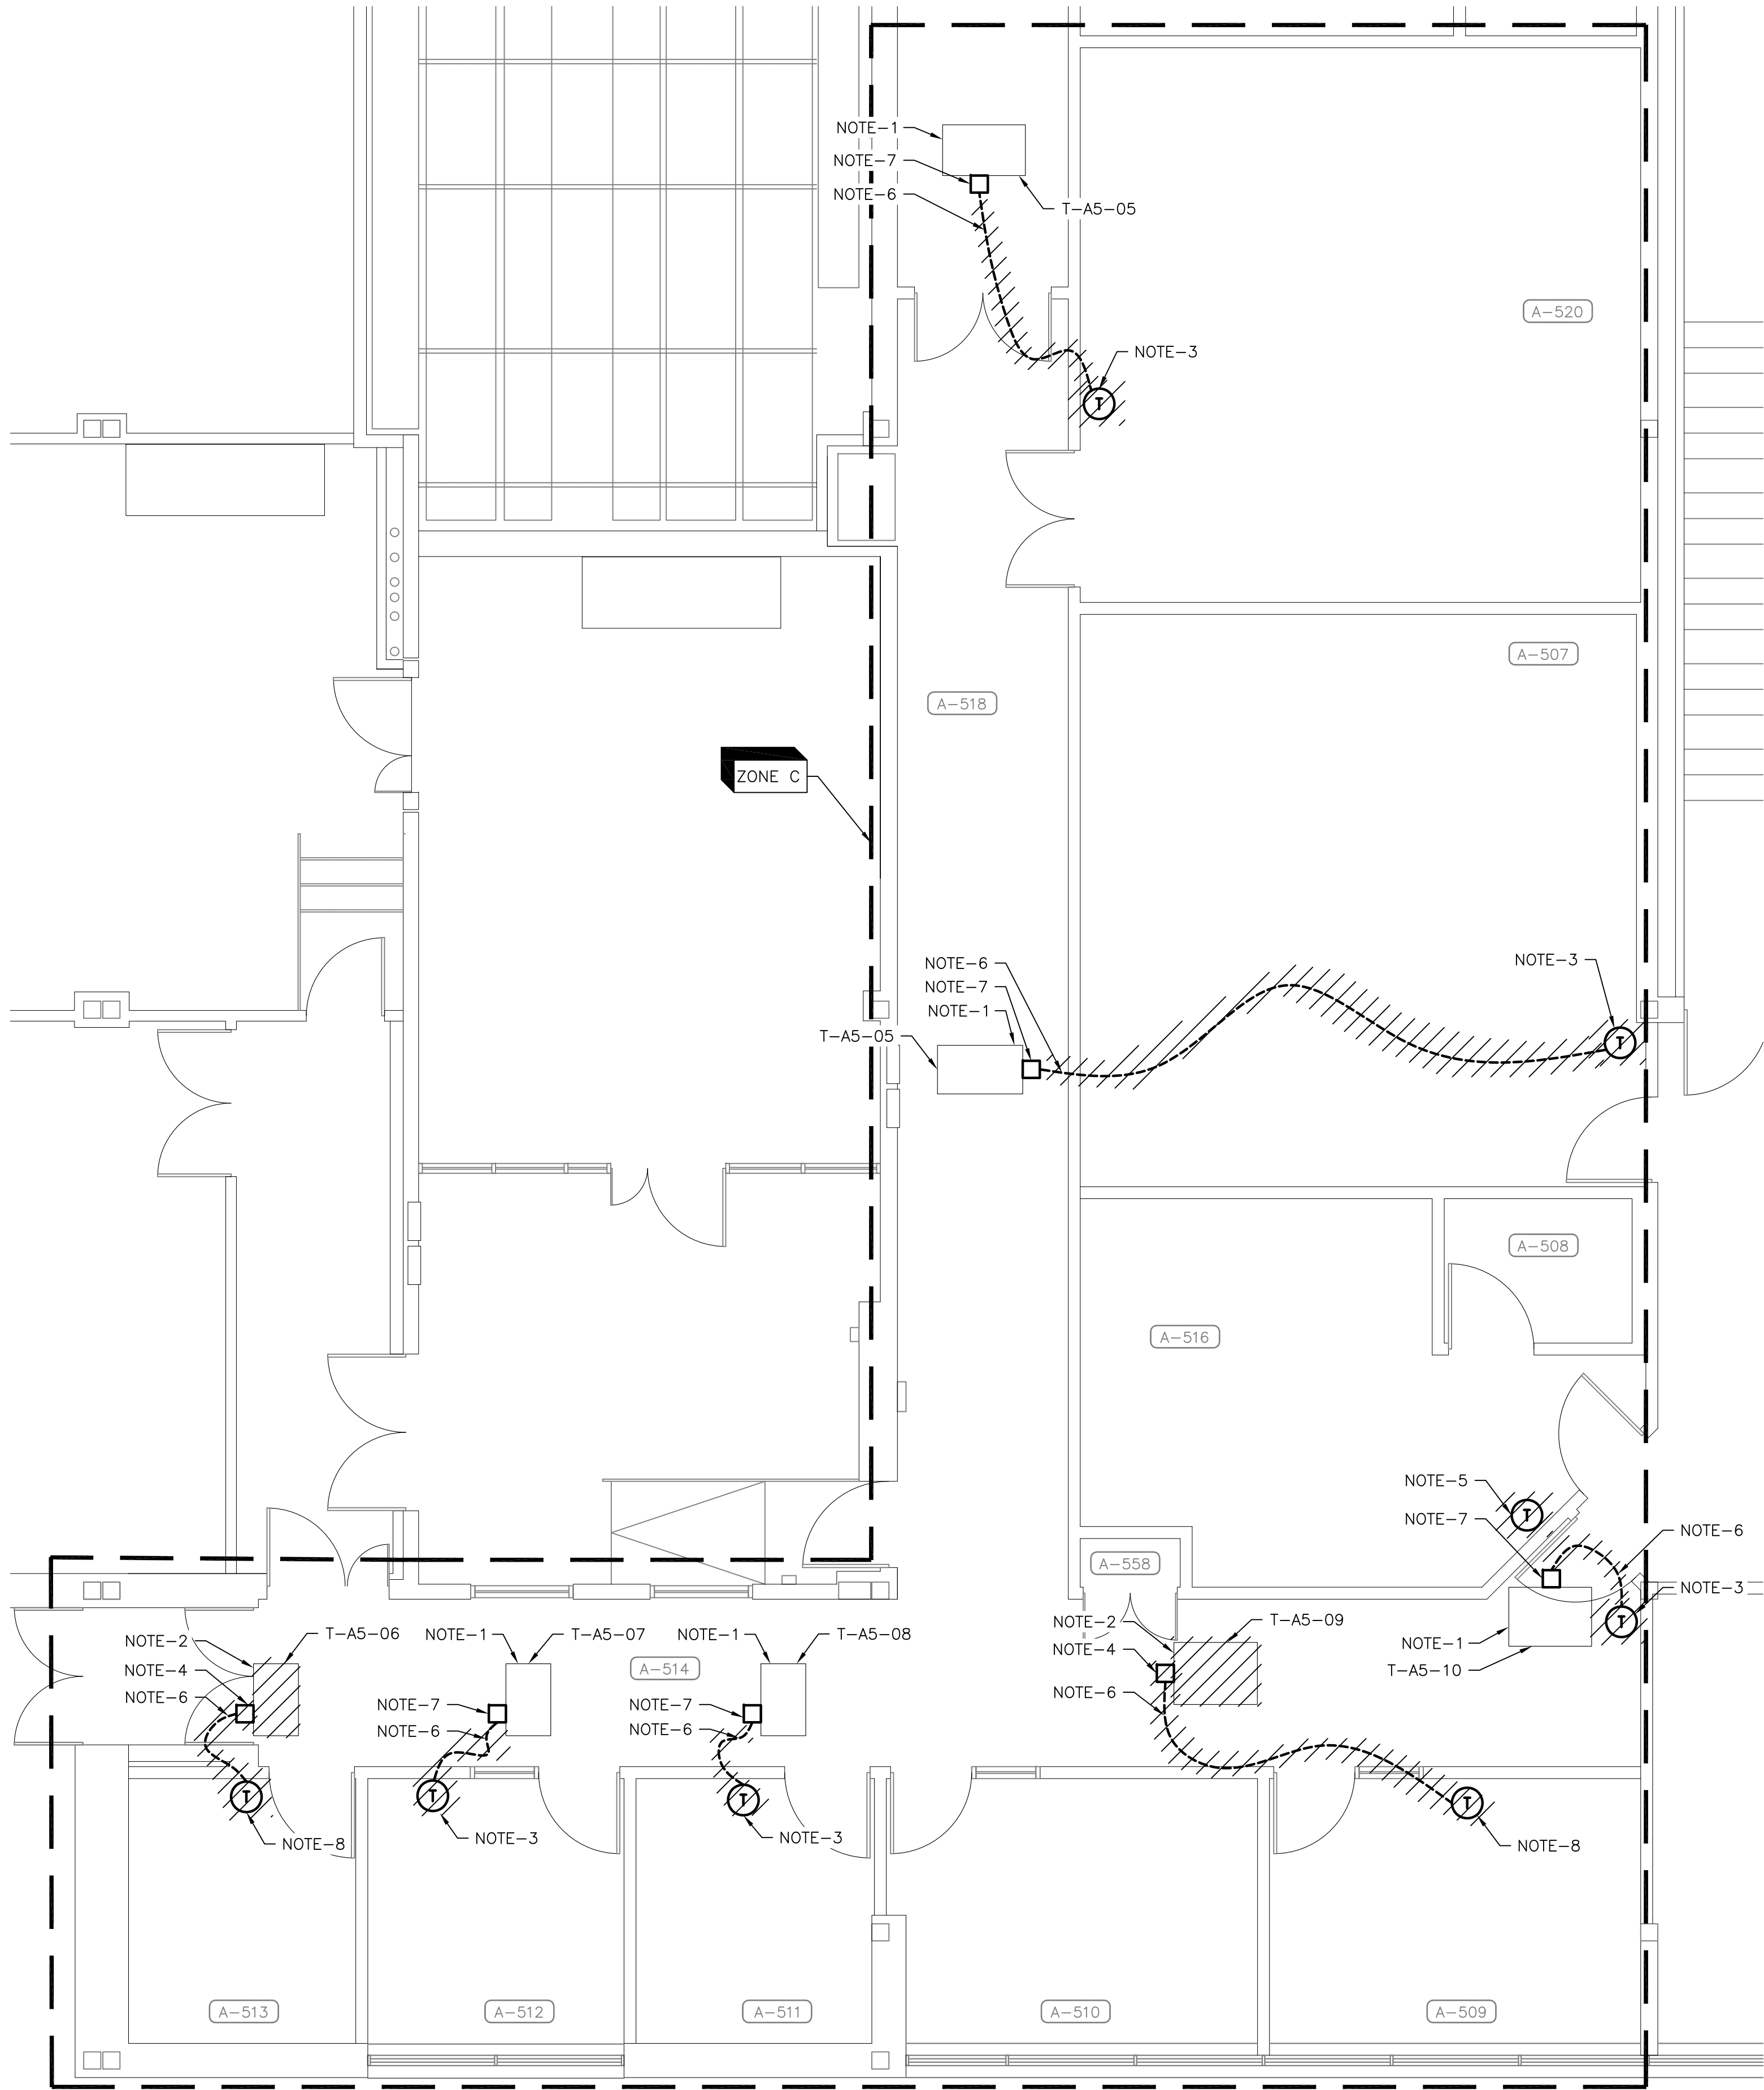 NOTE-1
NOTE-7
NOTE-6
T-A5-05
A-520
NOTE-3
T
A-507
A-518
ZONE C
NOTE-6
NOTE-7
NOTE-1
T-A5-05
NOTE-3
T
A-508
A-516
NOTE-5
T
NOTE-7
NOTE-6
A-558
NOTE-3
T
NOTE-1
T-A5-10
NOTE-2
NOTE-4
NOTE-6
T-A5-06
NOTE-1
T-A5-07
NOTE-7
NOTE-6
NOTE-1
T-A5-08
A-514
NOTE-7
NOTE-6
NOTE-2
T-A5-09
NOTE-4
NOTE-6
T
NOTE-8
T
NOTE-3
T
NOTE-3
T
NOTE-8
A-513
A-512
A-511
A-510
A-509